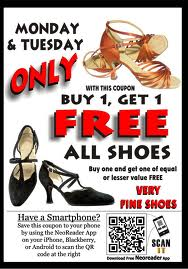 MONDAY
& TUESDAY
ONLY
WITH THIS COUPON
BUY 1, GET 1
FREE
ALL SHOES
Buy one and get one of equal
or lesser value FREE
VERY
FINE SHOES
Have a Smartphone?
Save this coupon to your phone
by using the NeoReader App
on your iPhone, Blackberry,
or Android to scan the QR
code at the right
SCAN
IT
Download Free Neoreader App